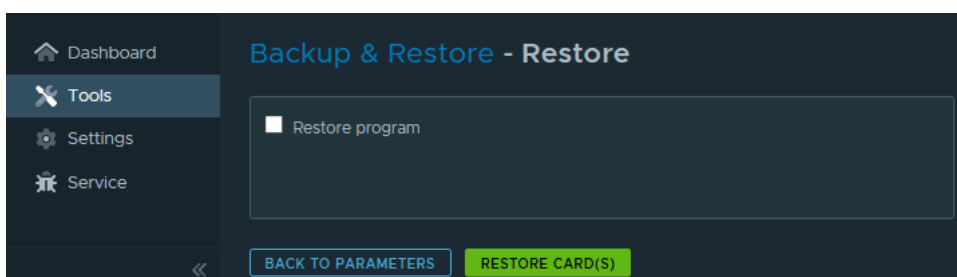 Dashboard
Tools
Settings
Service
«
Backup & Restore - Restore
Restore program
BACK TO PARAMETERS
RESTORE CARD(S)